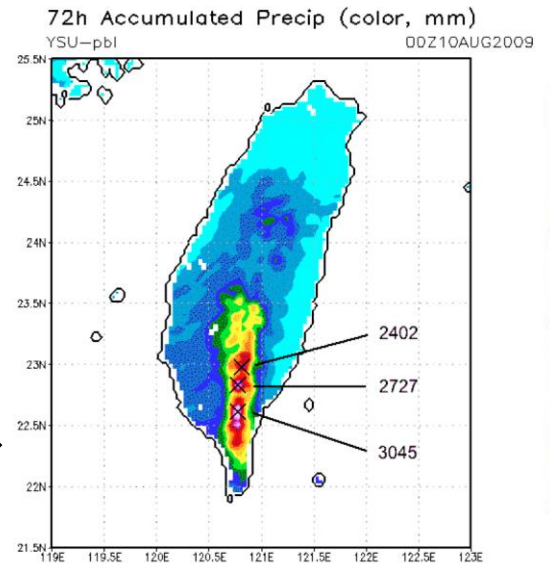 72h Accumulated Precip (color, mm)
YSU-pbl 00Z10AUG2009
25.5N
25N
24.5N
24N
23.5N
23N
22.5N
22N
21.5N
2402
2727
3045
119E 119.5E 120E 120.5E 121E 121.5E 122E 122.5E 123E